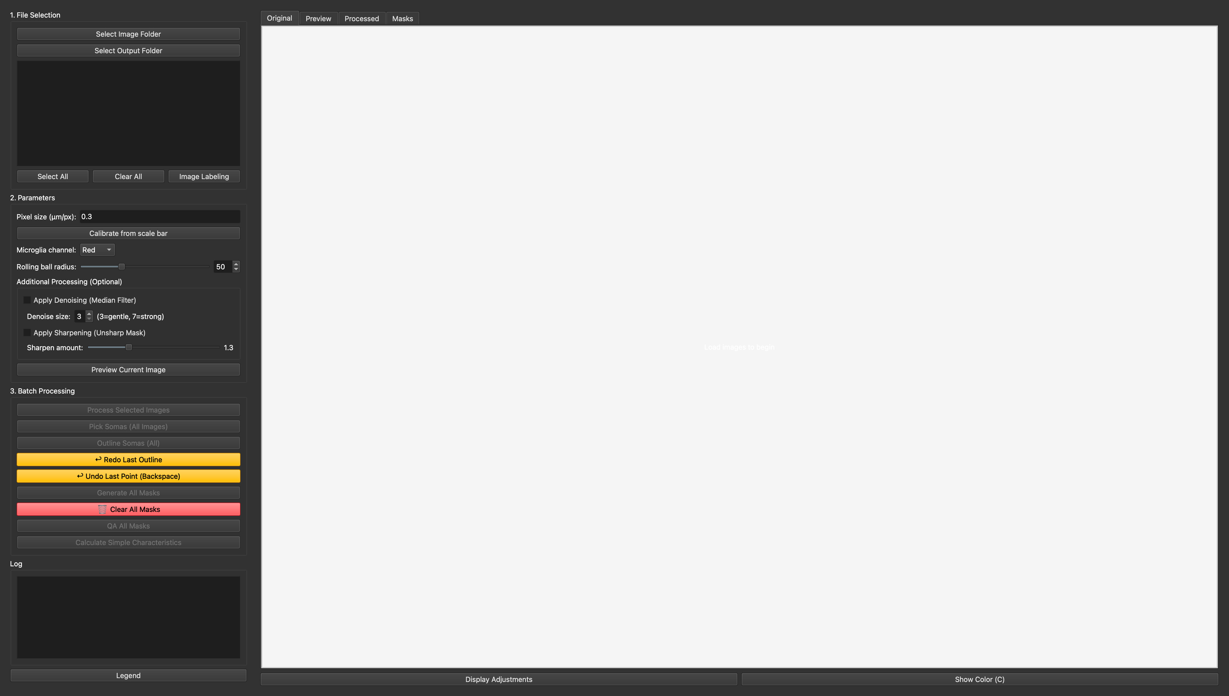 1. File Selection
Select Image Folder
Select Output Folder
Select All
Clear All
Image Labeling
2. Parameters
Pixel size (µm/px): 0.3
Calibrate from scale bar
Microglia channel: Red
Rolling ball radius: 50
Additional Processing (Optional)
Apply Denoising (Median Filter)
Denoise size: 3 (3=gentle, 7=strong)
Apply Sharpening (Unsharp Mask)
Sharpen amount: 1.3
Preview Current Image
3. Batch Processing
Process Selected Images
Pick Somas (All Images)
Outline Somas (All)
↩ Redo Last Outline
↩ Undo Last Point (Backspace)
Generate All Masks
Clear All Masks
QA All Masks
Calculate Simple Characteristics
Log
Legend
Original Preview Processed Masks
Display Adjustments
Show Color (C)